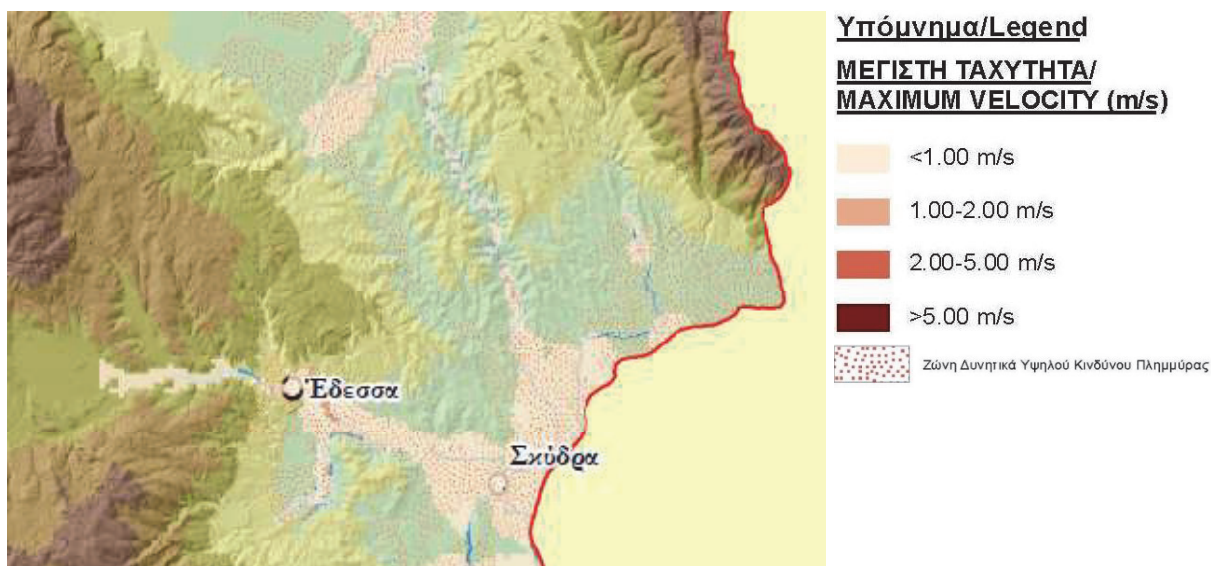 Ἔδεσσα
Σκύδρα
Υπόμνημα/Legend
ΜΕΓΙΣΤΗ ΤΑΧΥΤΗΤΑ/
MAXIMUM VELOCITY (m/s)
<1.00 m/s
1.00-2.00 m/s
2.00-5.00 m/s
>5.00 m/s
Ζώνη Δυνητικά Υψηλού Κινδύνου Πλημμύρας